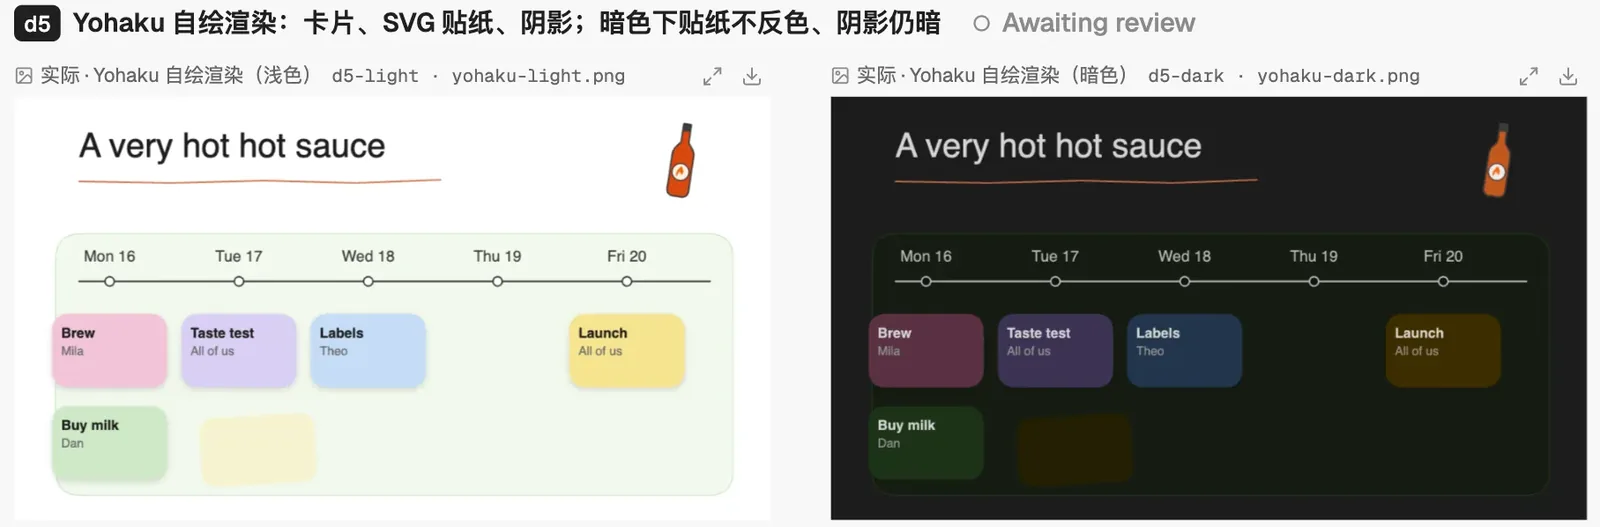 d5 Yohaku 自绘渲染：卡片、SVG 贴纸、阴影；暗色下贴纸不反色、阴影仍暗 Awaiting review
实际 · Yohaku 自绘渲染（浅色） d5-light · yohaku-light.png
A very hot hot sauce
Mon 16 Tue 17 Wed 18 Thu 19 Fri 20
Brew Taste test Labels Launch
Mila All of us Theo All of us
Buy milk
Dan
实际 · Yohaku 自绘渲染（暗色） d5-dark · yohaku-dark.png
A very hot hot sauce
Mon 16 Tue 17 Wed 18 Thu 19 Fri 20
Brew Taste test Labels Launch
Mila All of us Theo All of us
Buy milk
Dan